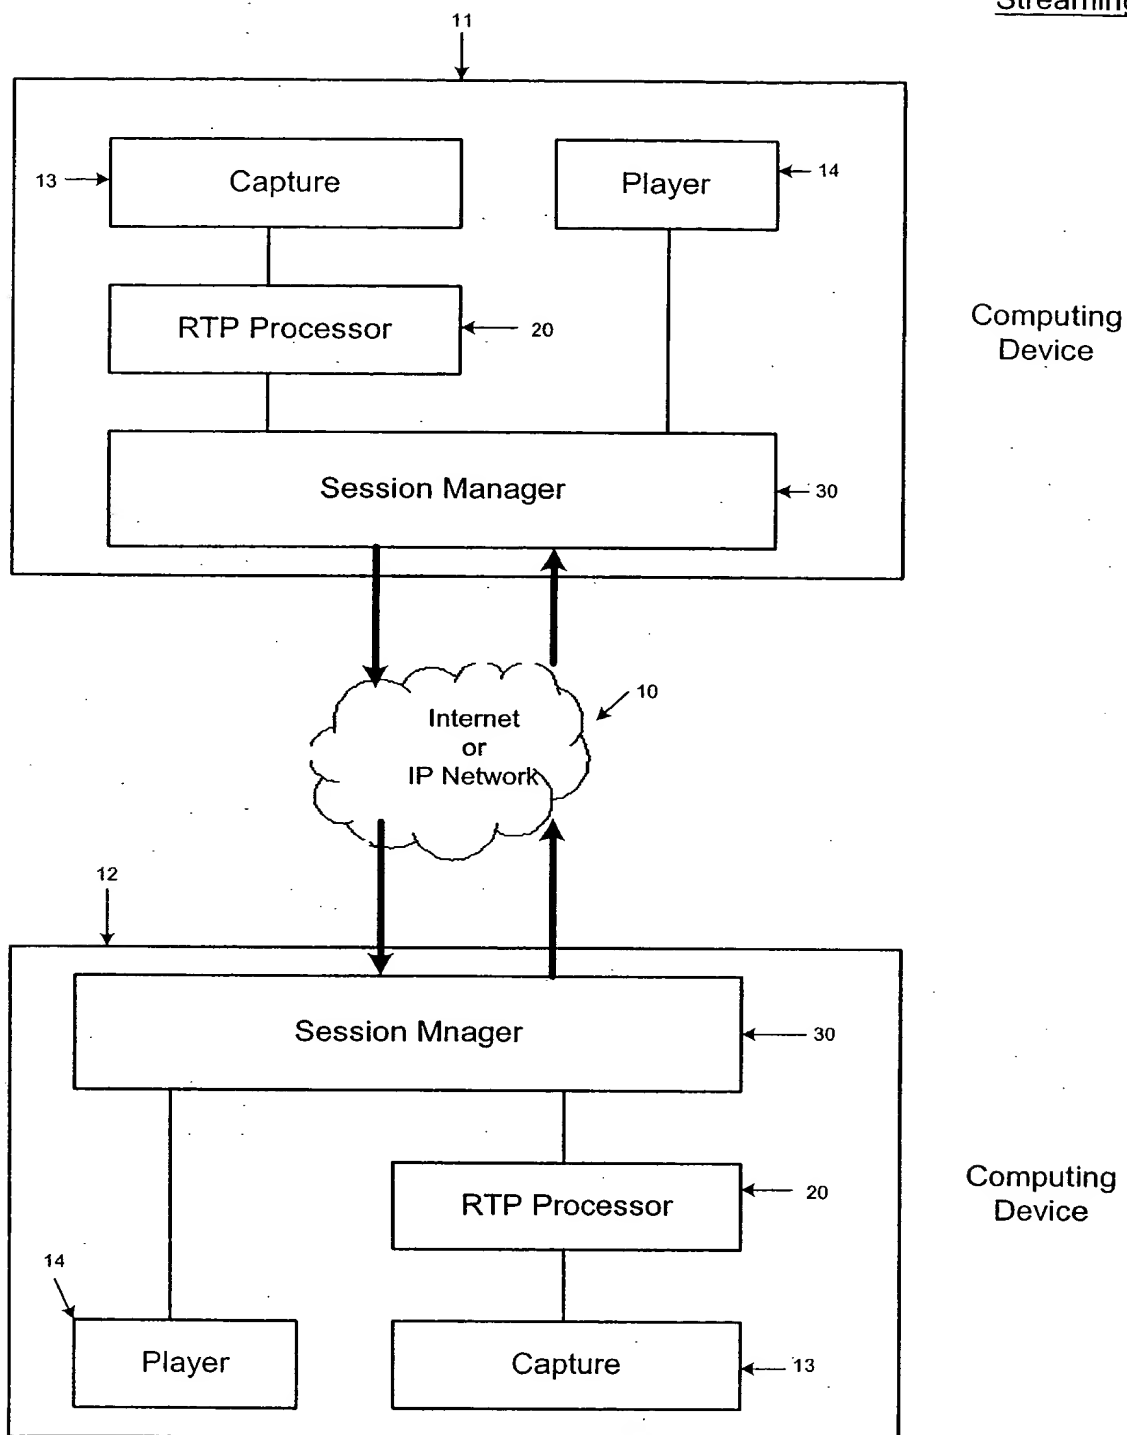 Streaming
11
13
Capture
Player
14
RTP Processor
20
Computing
Device
Session Manager
30
10
Internet
or
IP Network
12
Session Mnager
30
RTP Processor
20
Computing
Device
14
Player
Capture
13